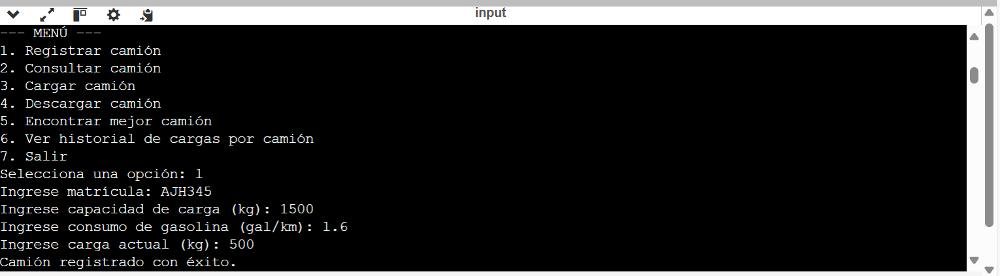 input
--- MENÚ ---
1. Registrar camión
2. Consultar camión
3. Cargar camión
4. Descargar camión
5. Encontrar mejor camión
6. Ver historial de cargas por camión
7. Salir
Selecciona una opción: 1
Ingrese matrícula: AJH345
Ingrese capacidad de carga (kg): 1500
Ingrese consumo de gasolina (gal/km): 1.6
Ingrese carga actual (kg): 500
Camión registrado con éxito.